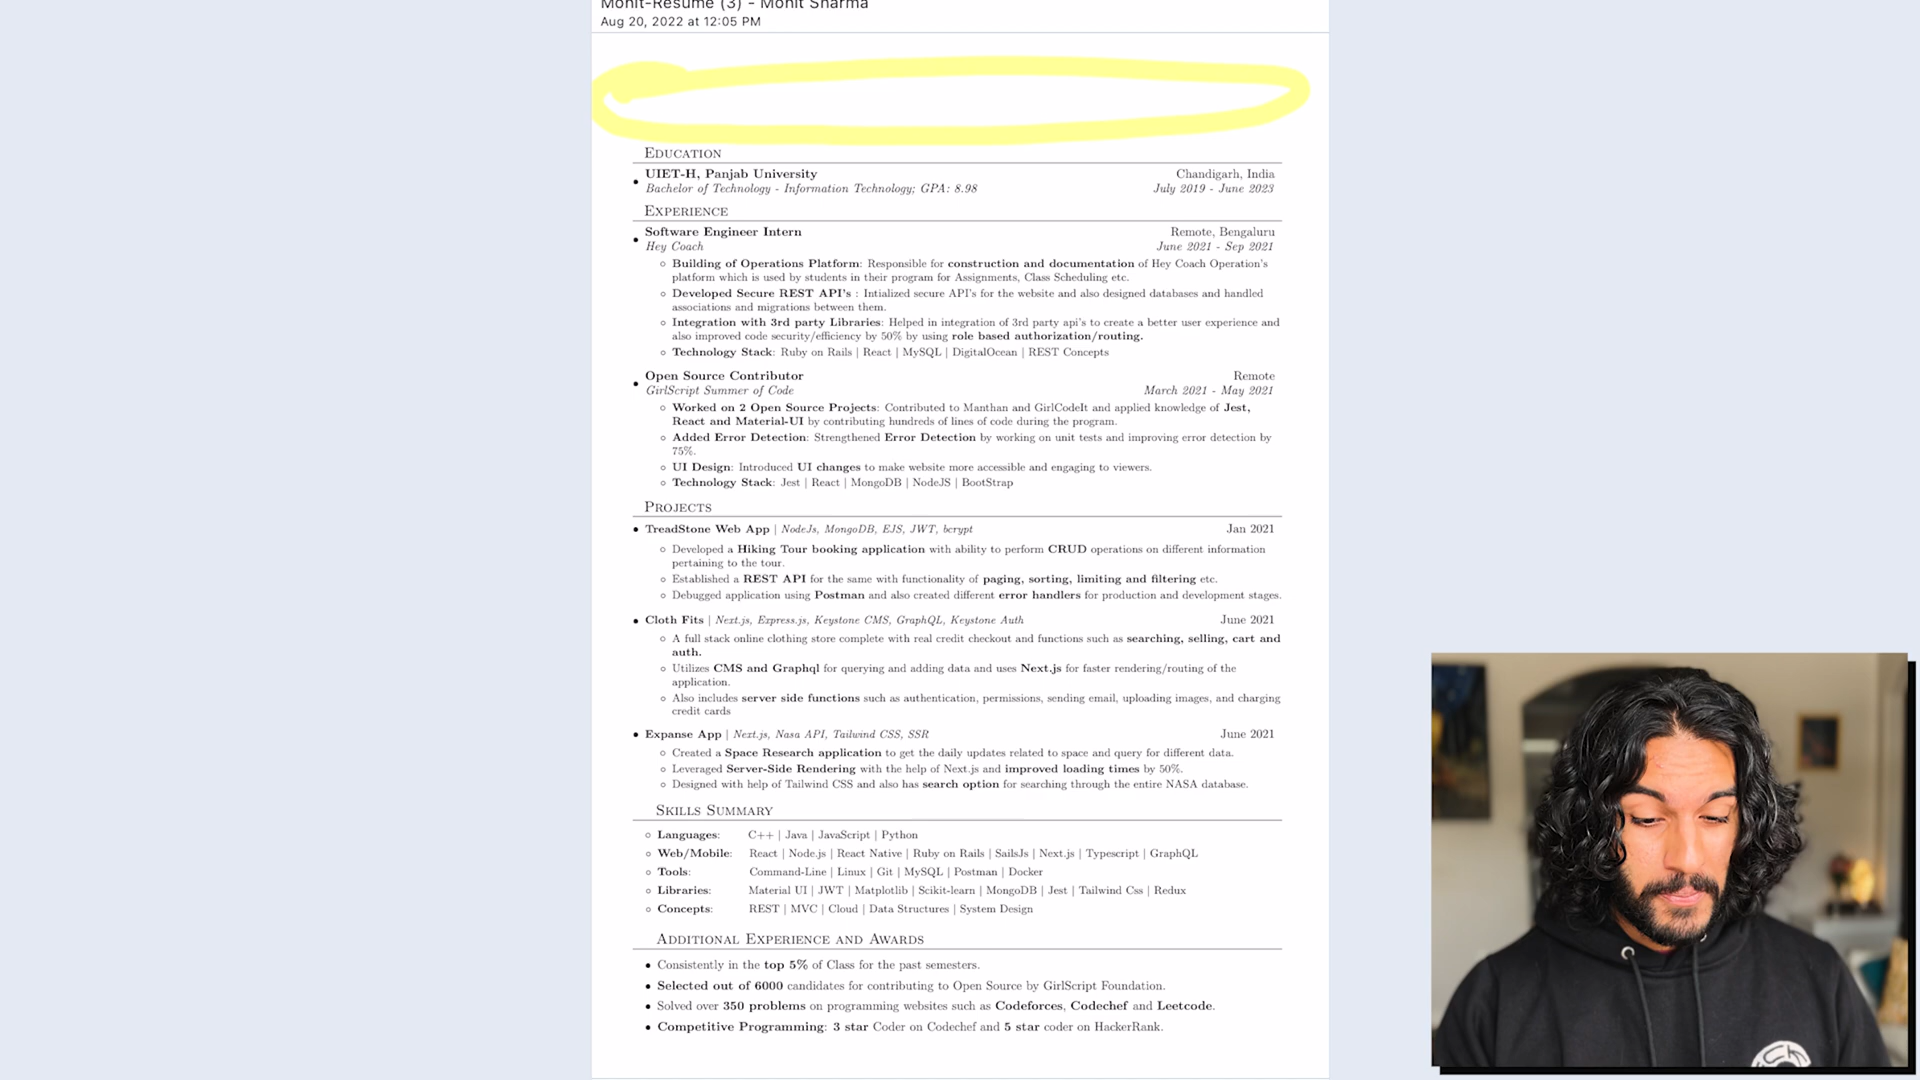 Mohit-Resume (3) - Mohit Sharma
Aug 20, 2022 at 12:05 PM
EDUCATION
UIET-H, Panjab University Chandigarh, India
Bachelor of Technology - Information Technology; GPA: 8.98 July 2019 - June 2023
EXPERIENCE
Software Engineer Intern Remote, Bengaluru
Hey Coach June 2021 - Sep 2021
Building of Operations Platform: Responsible for construction and documentation of Hey Coach Operation's
platform which is used by students in their program for Assignments, Class Scheduling etc.
Developed Secure REST API's : Intialized secure API's for the website and also designed databases and handled
associations and migrations between them.
Integration with 3rd party Libraries: Helped in integration of 3rd party api's to create a better user experience and
also improved code security/efficiency by 50% by using role based authorization/routing.
Technology Stack: Ruby on Rails | React | MySQL | DigitalOcean | REST Concepts
Open Source Contributor Remote
GirlScript Summer of Code March 2021 - May 2021
Worked on 2 Open Source Projects: Contributed to Manthan and GirlCodeIt and applied knowledge of Jest,
React and Material-UI by contributing hundreds of lines of code during the program.
Added Error Detection: Strengthened Error Detection by working on unit tests and improving error detection by
75%.
UI Design: Introduced UI changes to make website more accessible and engaging to viewers.
Technology Stack: Jest | React | MongoDB | NodeJS | BootStrap
PROJECTS
TreadStone Web App | NodeJs, MongoDB, EJS, JWT, bcrypt Jan 2021
Developed a Hiking Tour booking application with ability to perform CRUD operations on different information
pertaining to the tour.
Established a REST API for the same with functionality of paging, sorting, limiting and filtering etc.
Debugged application using Postman and also created different error handlers for production and development stages.
Cloth Fits | Next.js, Express.js, Keystone CMS, GraphQL, Keystone Auth June 2021
A full stack online clothing store complete with real credit checkout and functions such as searching, selling, cart and
auth.
Utilizes CMS and Graphql for querying and adding data and uses Next.js for faster rendering/routing of the
application.
Also includes server side functions such as authentication, permissions, sending email, uploading images, and charging
credit cards
Expanse App | Next.js, Nasa API, Tailwind CSS, SSR June 2021
Created a Space Research application to get the daily updates related to space and query for different data.
Leveraged Server-Side Rendering with the help of Next.js and improved loading times by 50%.
Designed with help of Tailwind CSS and also has search option for searching through the entire NASA database.
SKILLS SUMMARY
Languages: C++ | Java | JavaScript | Python
Web/Mobile: React | Node.js | React Native | Ruby on Rails | SailsJs | Next.js | Typescript | GraphQL
Tools: Command-Line | Linux | Git | MySQL | Postman | Docker
Libraries: Material UI | JWT | Matplotlib | Scikit-learn | MongoDB | Jest | Tailwind Css | Redux
Concepts: REST | MVC | Cloud | Data Structures | System Design
ADDITIONAL EXPERIENCE AND AWARDS
Consistently in the top 5% of Class for the past semesters.
Selected out of 6000 candidates for contributing to Open Source by GirlScript Foundation.
Solved over 350 problems on programming websites such as Codeforces, Codechef and Leetcode.
Competitive Programming: 3 star Coder on Codechef and 5 star coder on HackerRank.